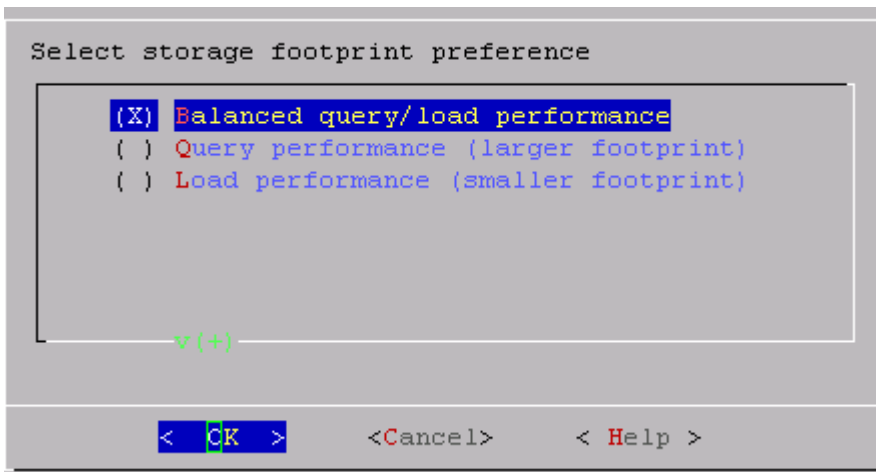 Select storage footprint preference
(X) Balanced query/load performance
( ) Query performance (larger footprint)
( ) Load performance (smaller footprint)
v(+)
< OK > <Cancel> < Help >